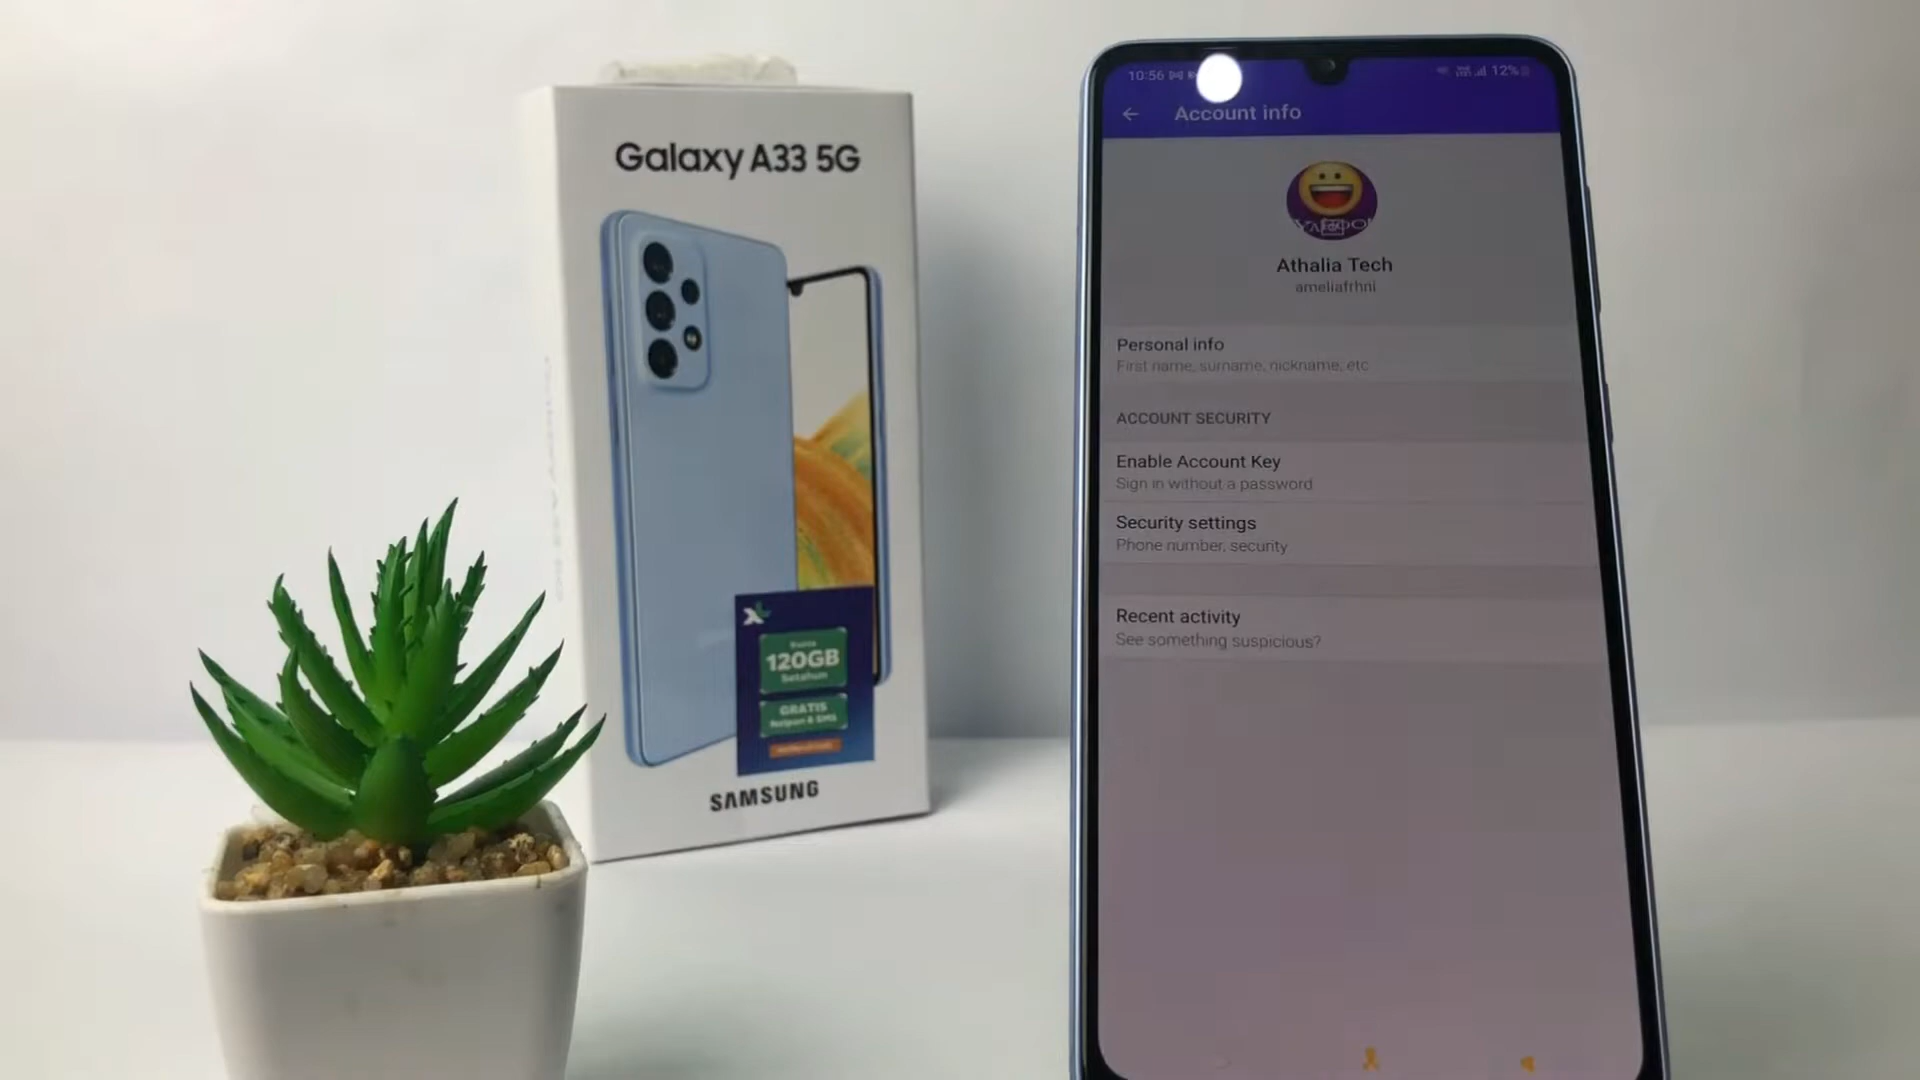 Galaxy A33 5G
120GB
Setahun
GRATIS
SAMSUNG
10:56
12%
Account info
YAHOO!
Athalia Tech
ameliafrhni
Personal info
First name, surname, nickname, etc
ACCOUNT SECURITY
Enable Account Key
Sign in without a password
Security settings
Phone number, security
Recent activity
See something suspicious?